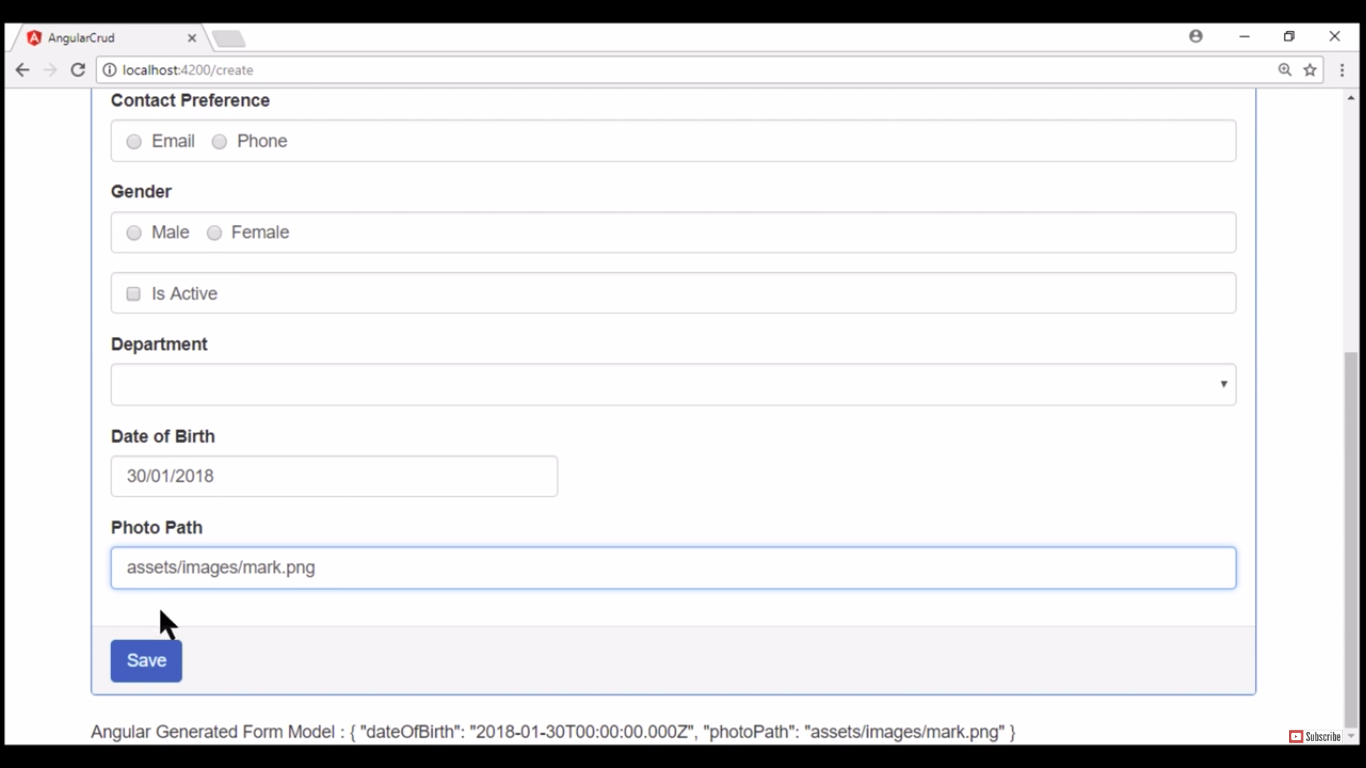 AngularCrud
localhost:4200/create
Contact Preference
Email Phone
Gender
Male Female
Is Active
Department
Date of Birth
30/01/2018
Photo Path
assets/images/mark.png
Save
Angular Generated Form Model : { "dateOfBirth": "2018-01-30T00:00:00.000Z", "photoPath": "assets/images/mark.png" }
Subscribe